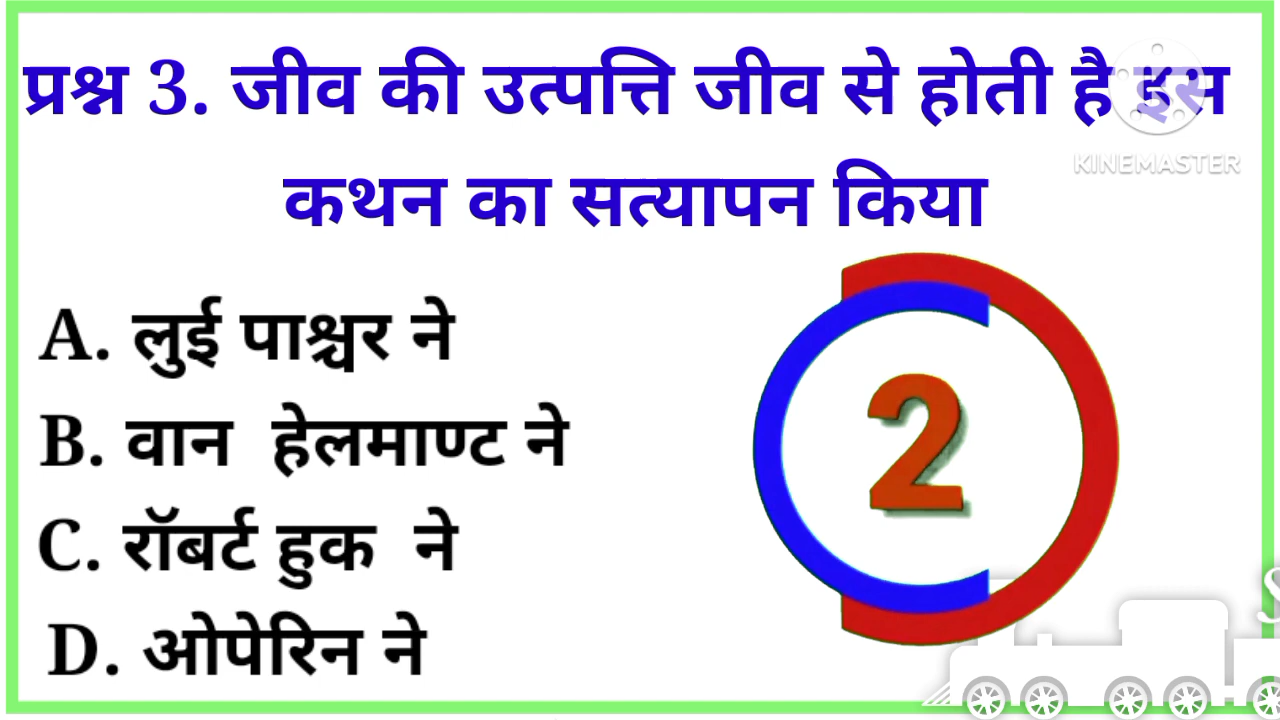 प्रश्न 3. जीव की उत्पत्ति जीव से होती है इस
KINEMASTER
कथन का सत्यापन किया
A. लुई पाश्चर ने
B. वान हेलमाण्ट ने
2
C. रॉबर्ट हुक ने
D. ओपेरिन ने